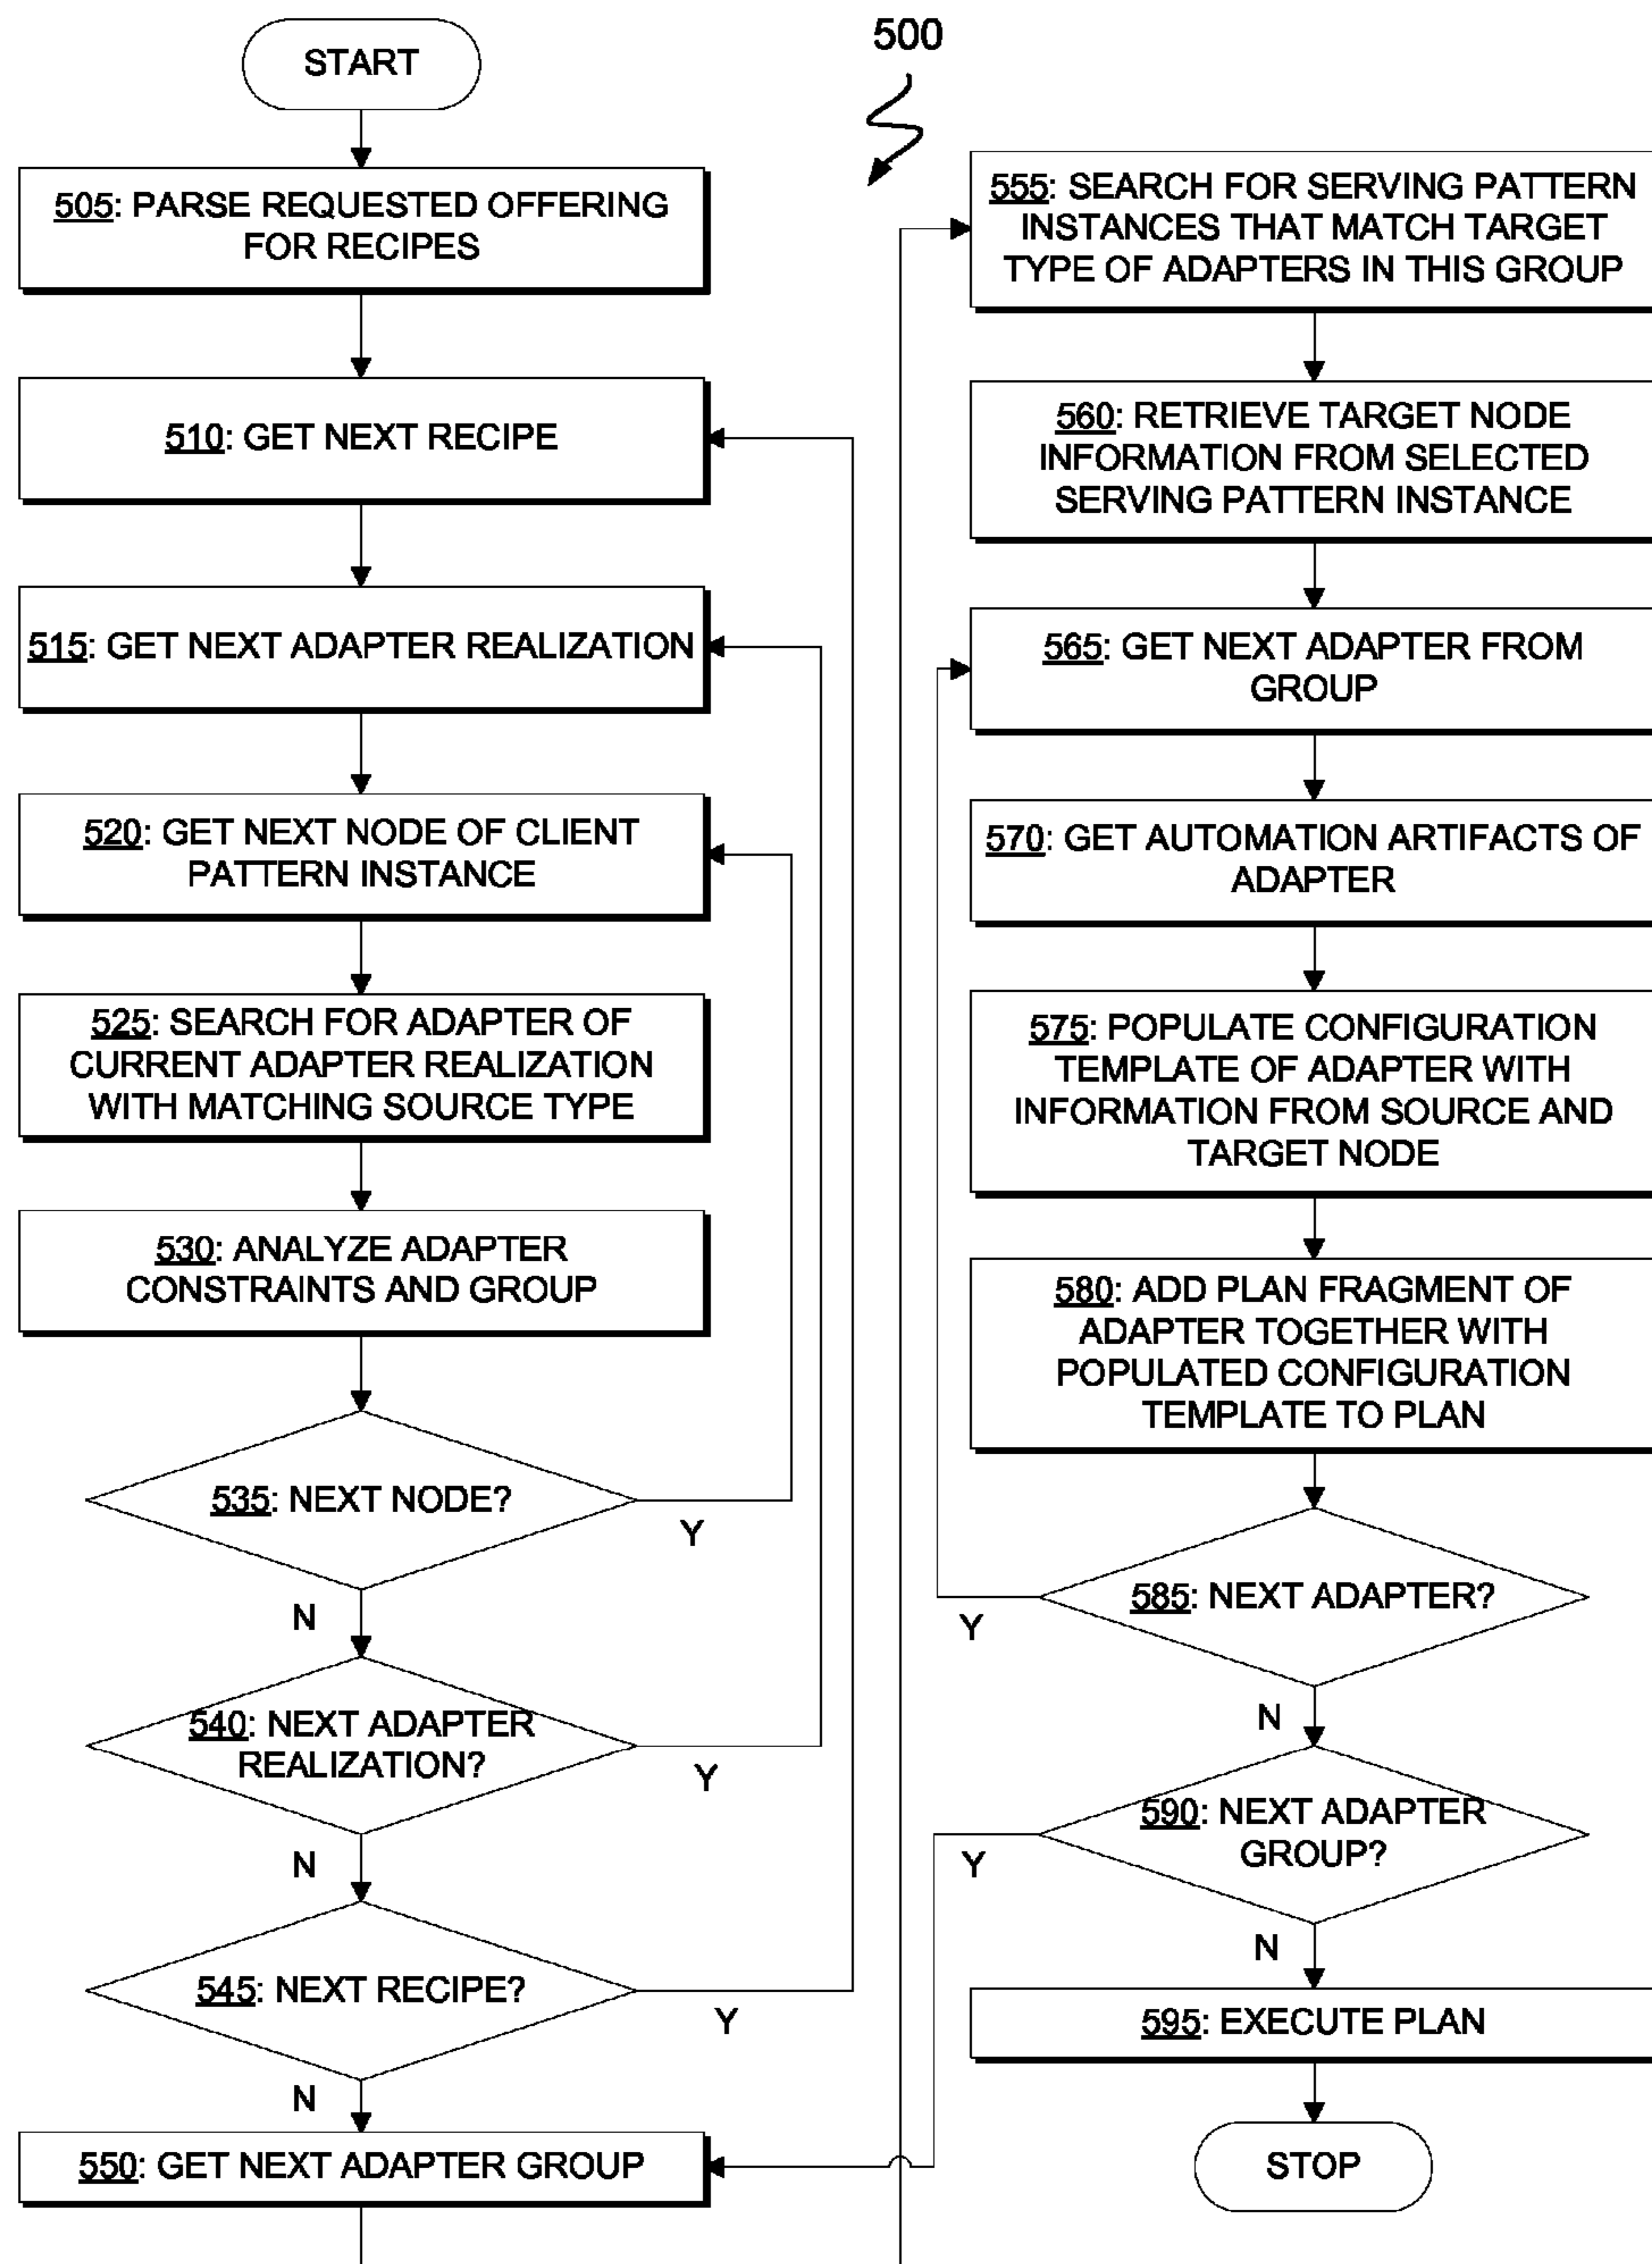 START
505: PARSE REQUESTED OFFERING
FOR RECIPES
510: GET NEXT RECIPE
515: GET NEXT ADAPTER REALIZATION
520: GET NEXT NODE OF CLIENT
PATTERN INSTANCE
525: SEARCH FOR ADAPTER OF
CURRENT ADAPTER REALIZATION
WITH MATCHING SOURCE TYPE
530: ANALYZE ADAPTER
CONSTRAINTS AND GROUP
535: NEXT NODE?
Y
N
540: NEXT ADAPTER
REALIZATION?
Y
N
545: NEXT RECIPE?
Y
N
550: GET NEXT ADAPTER GROUP
500
555: SEARCH FOR SERVING PATTERN
INSTANCES THAT MATCH TARGET
TYPE OF ADAPTERS IN THIS GROUP
560: RETRIEVE TARGET NODE
INFORMATION FROM SELECTED
SERVING PATTERN INSTANCE
565: GET NEXT ADAPTER FROM
GROUP
570: GET AUTOMATION ARTIFACTS OF
ADAPTER
575: POPULATE CONFIGURATION
TEMPLATE OF ADAPTER WITH
INFORMATION FROM SOURCE AND
TARGET NODE
580: ADD PLAN FRAGMENT OF
ADAPTER TOGETHER WITH
POPULATED CONFIGURATION
TEMPLATE TO PLAN
585: NEXT ADAPTER?
Y
N
590: NEXT ADAPTER
GROUP?
Y
N
595: EXECUTE PLAN
STOP